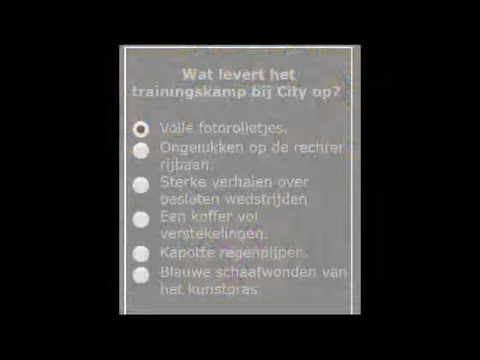 Wat levert het
trainingskamp bij City op?
Volle fotorolletjes.
Ongelukken op de rechter
rijbaan.
Sterke verhalen over
besloten wedstrijden
Een koffer vol
verstekelingen.
Kapotte regenpijpen.
Blauwe schaafwonden van
het kunstgras